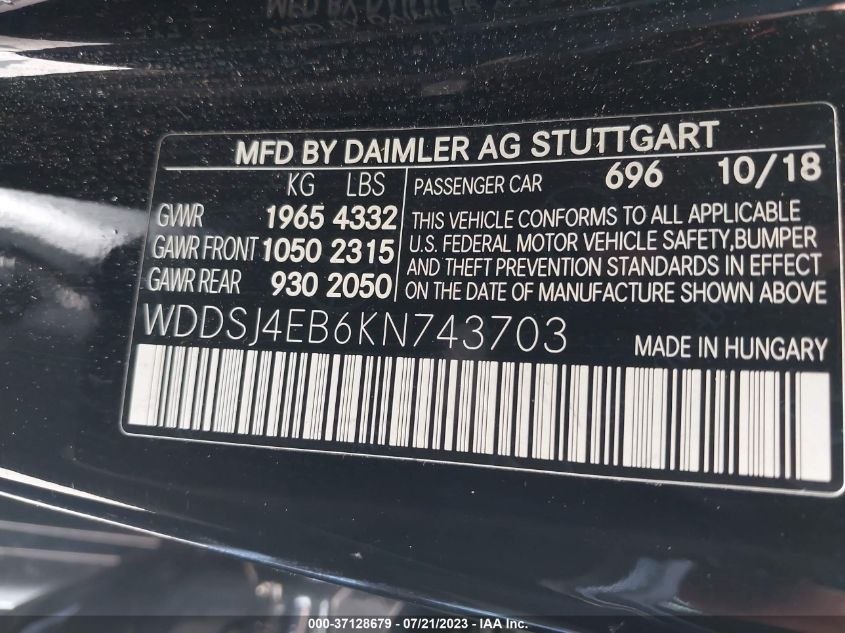 MFD BY DAIMLER AG STUTTGART
KG LBS
GVWR 1965 4332
GAWR FRONT 1050 2315
GAWR REAR 930 2050
PASSENGER CAR 696 10/18
THIS VEHICLE CONFORMS TO ALL APPLICABLE
U.S. FEDERAL MOTOR VEHICLE SAFETY, BUMPER
AND THEFT PREVENTION STANDARDS IN EFFECT
ON THE DATE OF MANUFACTURE SHOWN ABOVE
WDDSJ4EB6KN743703
MADE IN HUNGARY
000-37128679 / 07/21/2023 - IAA Inc.